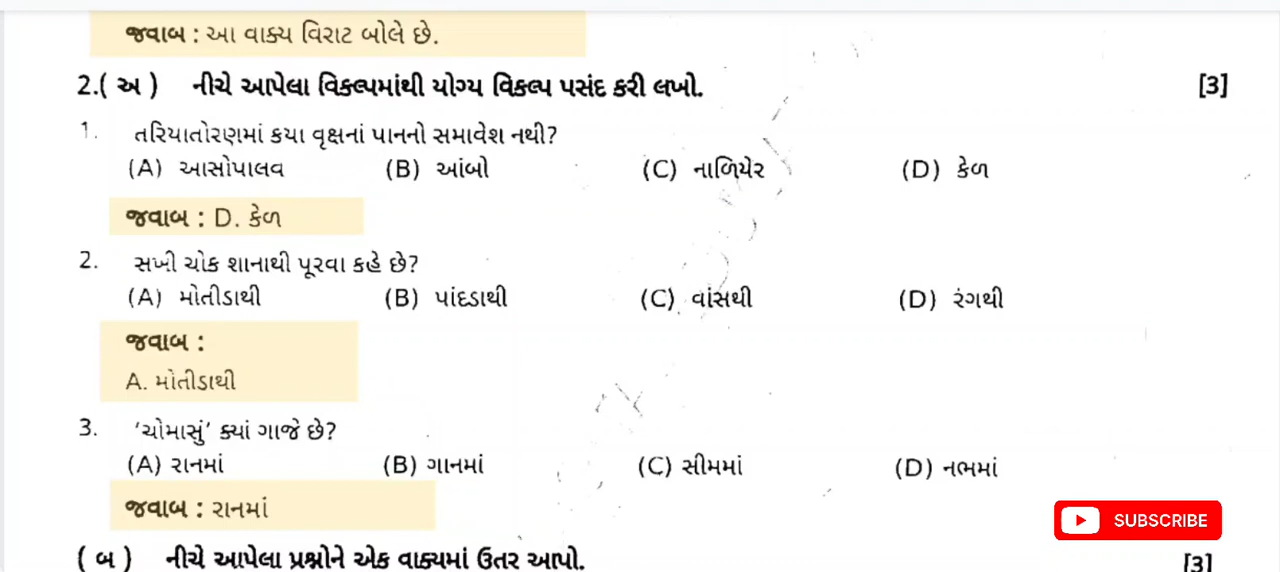 જવાબ : આ વાક્ય વિરાટ બોલે છે.
2.( અ ) નીચે આપેલા વિકલ્પમાંથી યોગ્ય વિકલ્પ પસંદ કરી લખો. [3]
1. તરિયાતોરણમાં કયા વૃક્ષનાં પાનનો સમાવેશ નથી?
(A) આસોપાલવ (B) આંબો (C) નાળિયેર (D) કેળ
જવાબ : D. કેળ
2. સખી ચોક શાનાથી પૂરવા કહે છે?
(A) મોતીડાથી (B) પાંદડાથી (C) વાંસથી (D) રંગથી
જવાબ :
A. મોતીડાથી
3. ‘ચોમાસું’ ક્યાં ગાજે છે?
(A) રાનમાં (B) ગાનમાં (C) સીમમાં (D) નભમાં
જવાબ : રાનમાં
SUBSCRIBE
( બ ) નીચે આપેલા પ્રશ્નોને એક વાક્યમાં ઉતર આપો. [3]